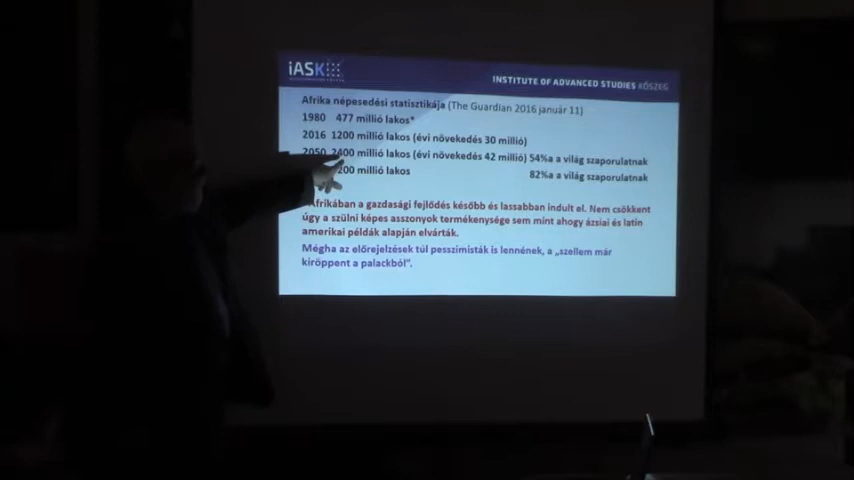 iASK
INSTITUTE OF ADVANCED STUDIES KŐSZEG
Afrika népesedési statisztikája (The Guardian 2016 január 11)
1980 477 millió lakos*
2016 1200 millió lakos (évi növekedés 30 millió)
2050 2400 millió lakos (évi növekedés 42 millió) 54%a a világ szaporulatnak
200 millió lakos 82%a a világ szaporulatnak
Afrikában a gazdasági fejlődés később és lassabban indult el. Nem csökkent
úgy a szülni képes asszonyok termékenysége sem mint ahogy ázsiai és latin
amerikai példák alapján elvárták.
Mégha az előrejelzések túl pesszimisták is lennének, a „szellem már
kiröppent a palackból”.